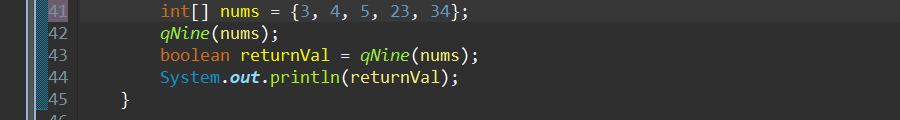 41 int[] nums = {3, 4, 5, 23, 34};
42 qNine(nums);
43 boolean returnVal = qNine(nums);
44 System.out.println(returnVal);
45 }